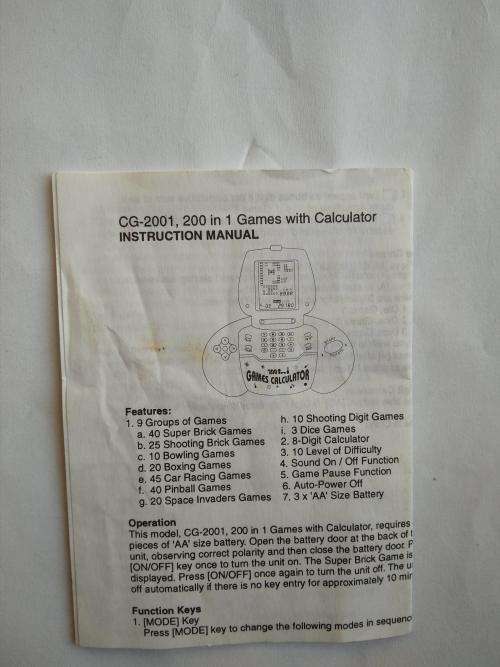 CG-2001, 200 in 1 Games with Calculator
INSTRUCTION MANUAL
GAMES CALCULATOR
Features:
1. 9 Groups of Games
a. 40 Super Brick Games
b. 25 Shooting Brick Games
c. 10 Bowling Games
d. 20 Boxing Games
e. 45 Car Racing Games
f. 40 Pinball Games
g. 20 Space Invaders Games
h. 10 Shooting Digit Games
i. 3 Dice Games
2. 8-Digit Calculator
3. 10 Level of Difficulty
4. Sound On / Off Function
5. Game Pause Function
6. Auto-Power Off
7. 3 x 'AA' Size Battery
Operation
This model, CG-2001, 200 in 1 Games with Calculator, requires
pieces of 'AA' size battery. Open the battery door at the back of
unit, observing correct polarity and then close the battery door.
[ON/OFF] key once to turn the unit on. The Super Brick Game is
displayed. Press [ON/OFF] once again to turn the unit off. The
off automatically if there is no key entry for approximately 10
Function Keys
1. [MODE] Key
Press [MODE] key to change the following modes in